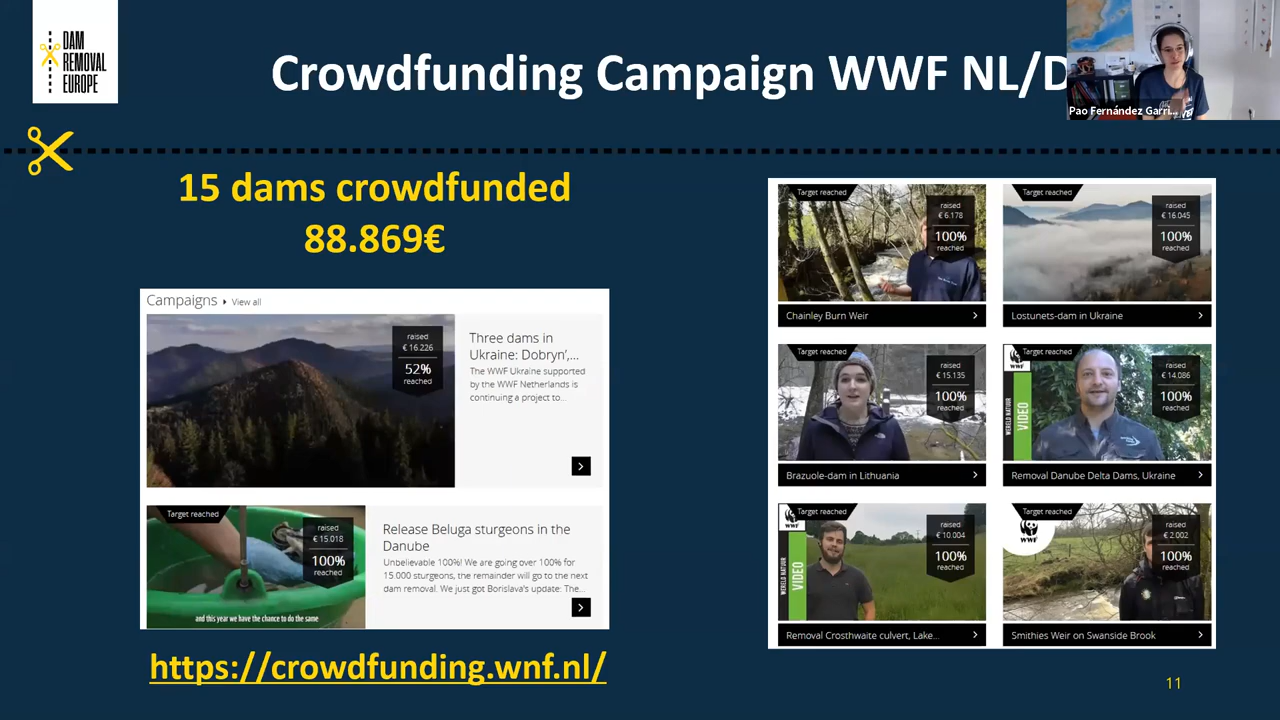 DAM
REMOVAL
EUROPE
Crowdfunding Campaign WWF NL/D
Pao Fernández Garri...
15 dams crowdfunded
88.869€
Campaigns View all
raised
€ 16.226
52%
reached
Three dams in
Ukraine: Dobryn’,...
The WWF Ukraine supported
by the WWF Netherlands is
continuing a project to...
Target reached
raised
€ 15.018
100%
reached
and this year we have the chance to do the same
Release Beluga sturgeons in the
Danube
Unbelievable 100%! We are going over 100% for
15.000 sturgeons, the remainder will go to the next
dam removal. We just got Borislava's update: The...
https://crowdfunding.wnf.nl/
Target reached
raised
€ 6.178
100%
reached
Chainley Burn Weir
Target reached
raised
€ 16.045
100%
reached
Lostunets-dam in Ukraine
Target reached
raised
€ 15.135
100%
reached
Brazuole-dam in Lithuania
Target reached
WWF
WERELD NATUUR
VIDEO
raised
€ 14.086
100%
reached
Removal Danube Delta Dams, Ukraine
Target reached
WWF
WERELD NATUUR
VIDEO
raised
€ 10.004
100%
reached
Removal Crosthwaite culvert, Lake...
Target reached
WWF
raised
€ 2.002
100%
reached
Smithies Weir on Swanside Brook
11